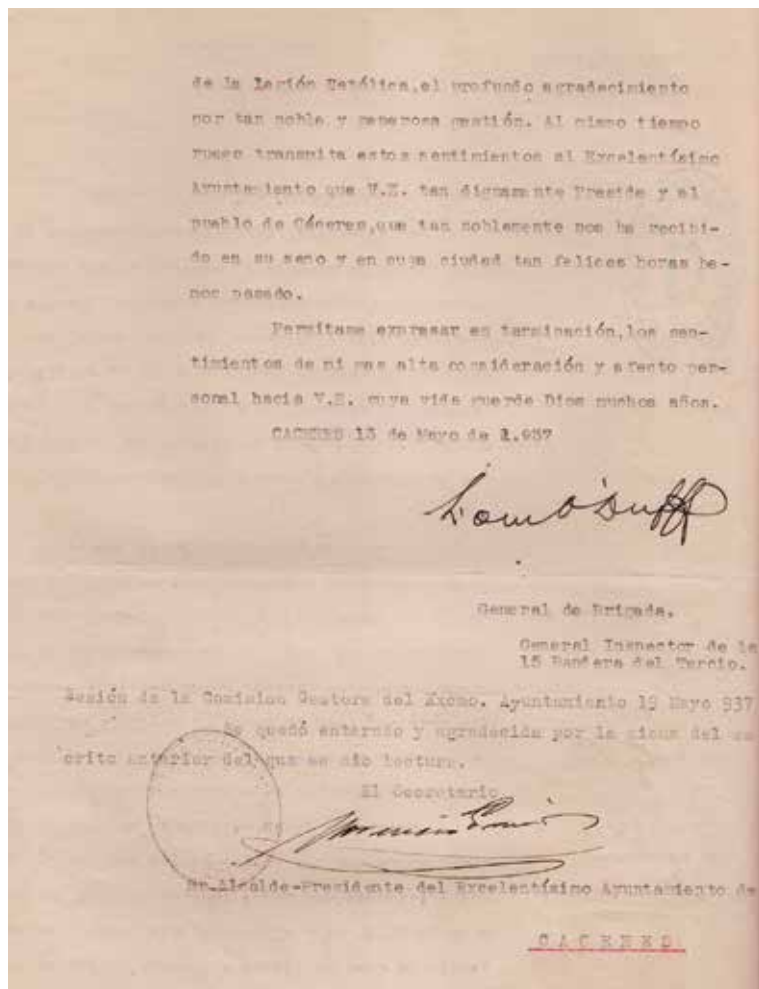 de la Legión Católica, el profundo agradecimiento
por tan noble y generosa gestión. Al mismo tiempo
ruego transmita estos sentimientos al Excelentísimo
Ayuntamiento que V.E. tan dignamente Preside y al
pueblo de Cáceres, que tan noblemente nos ha recibi-
do en su seno y en cuya ciudad tan felices horas he-
mos pasado.
Permítame expresar en terminación, los sen-
timientos de mi mas alta consideración y afecto per-
sonal hacia V.E. cuya vida guarde Dios muchos años.
CACERES 13 de Mayo de 1.937
General de Brigada.
General Inspector de la
15 Bandera del Tercio.
Sesión de la Comision Gestora del Excmo. Ayuntamiento 19 Mayo 937
Se quedó enterado y agradecida por la del es
crito anterior del que se dio lectura.
El Secretario
Sr. Alcalde-Presidente del Excelentísimo Ayuntamiento de
CACERES